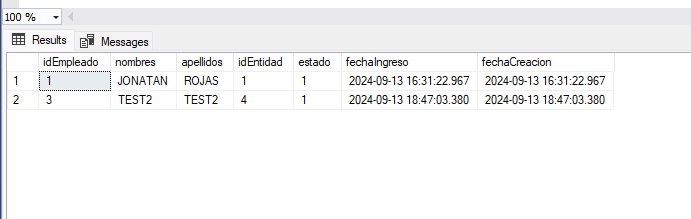 100 %
Results Messages
idEmpleado nombres apellidos idEntidad estado fechaIngreso fechaCreacion
1 1 JONATAN ROJAS 1 1 2024-09-13 16:31:22.967 2024-09-13 16:31:22.967
2 3 TEST2 TEST2 4 1 2024-09-13 18:47:03.380 2024-09-13 18:47:03.380